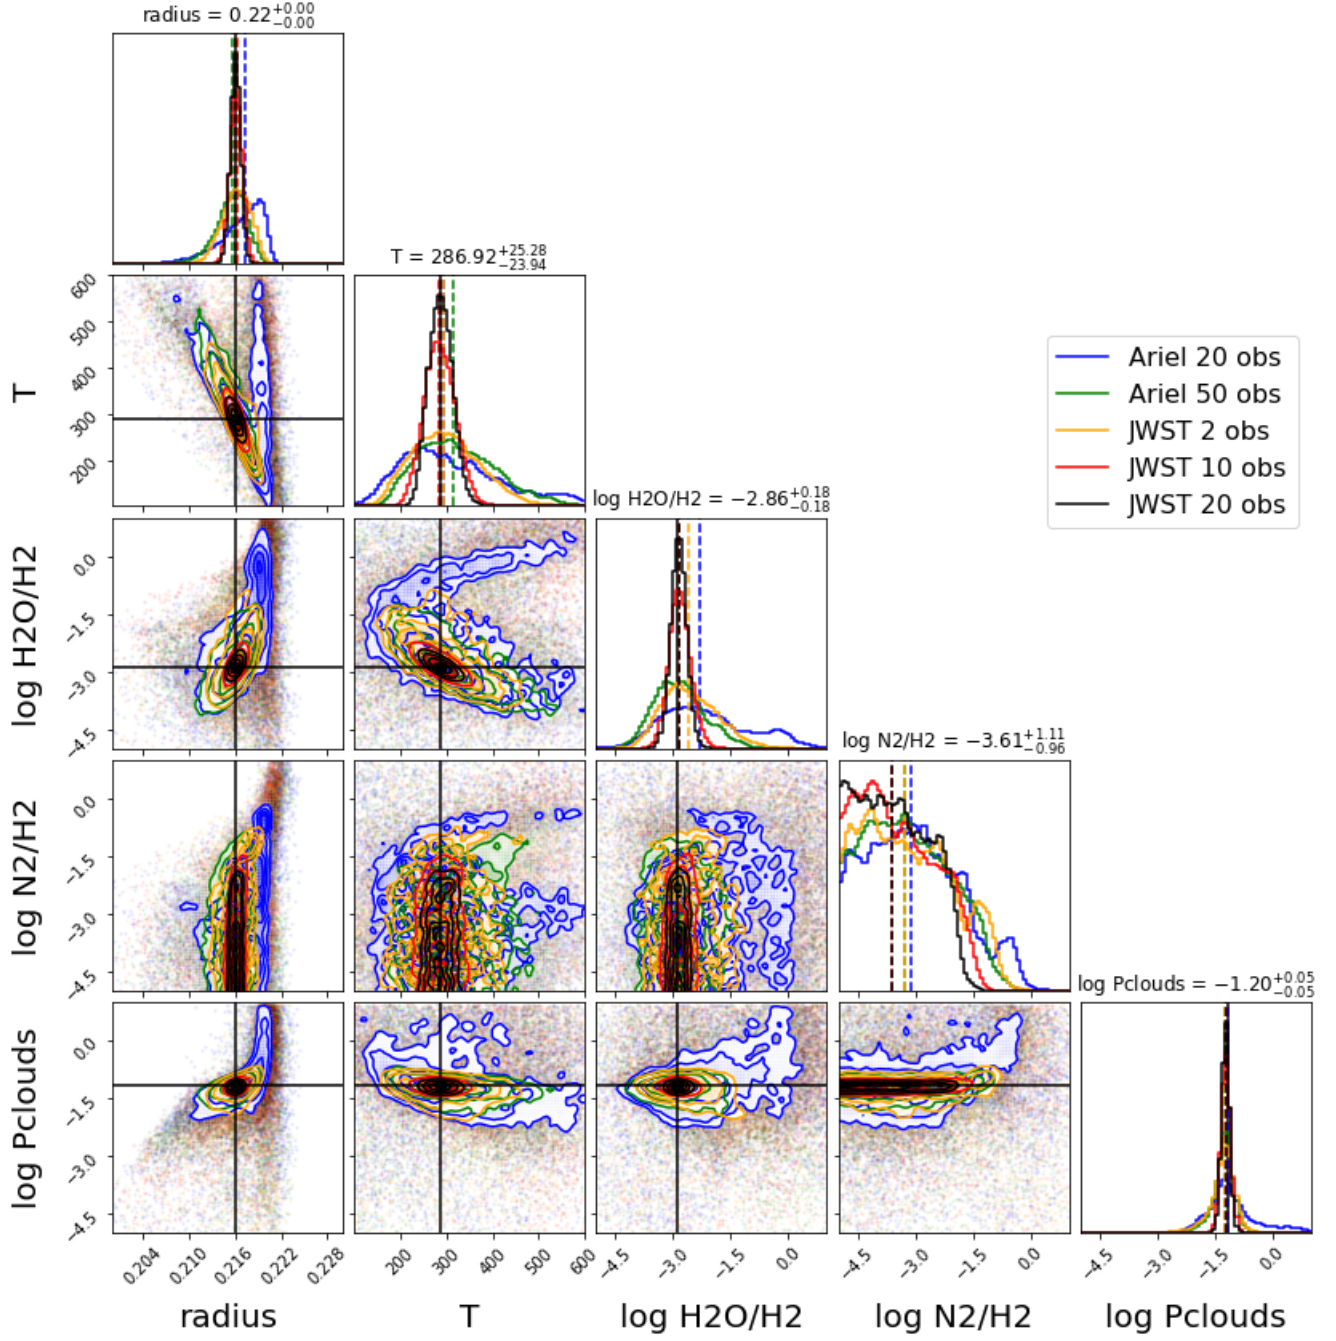 radius = 0.22+0.00 −0.00
T = 286.92+25.28 −23.94
Ariel 20 obs
Ariel 50 obs
JWST 2 obs
JWST 10 obs
JWST 20 obs
log H2O/H2 = −2.86+0.18 −0.18
log N2/H2 = −3.61+1.11 −0.96
log Pclouds = −1.20+0.05 −0.05
T
600
500
400
300
200
log H2O/H2
0.0
−1.5
−3.0
−4.5
log N2/H2
0.0
−1.5
−3.0
−4.5
log Pclouds
0.0
−1.5
−3.0
−4.5
0.204 0.210 0.216 0.222 0.228 200 300 400 500 600 −4.5 −3.0 −1.5 0.0 −4.5 −3.0 −1.5 0.0 −4.5 −3.0 −1.5 0.0
radius T log H2O/H2 log N2/H2 log Pclouds